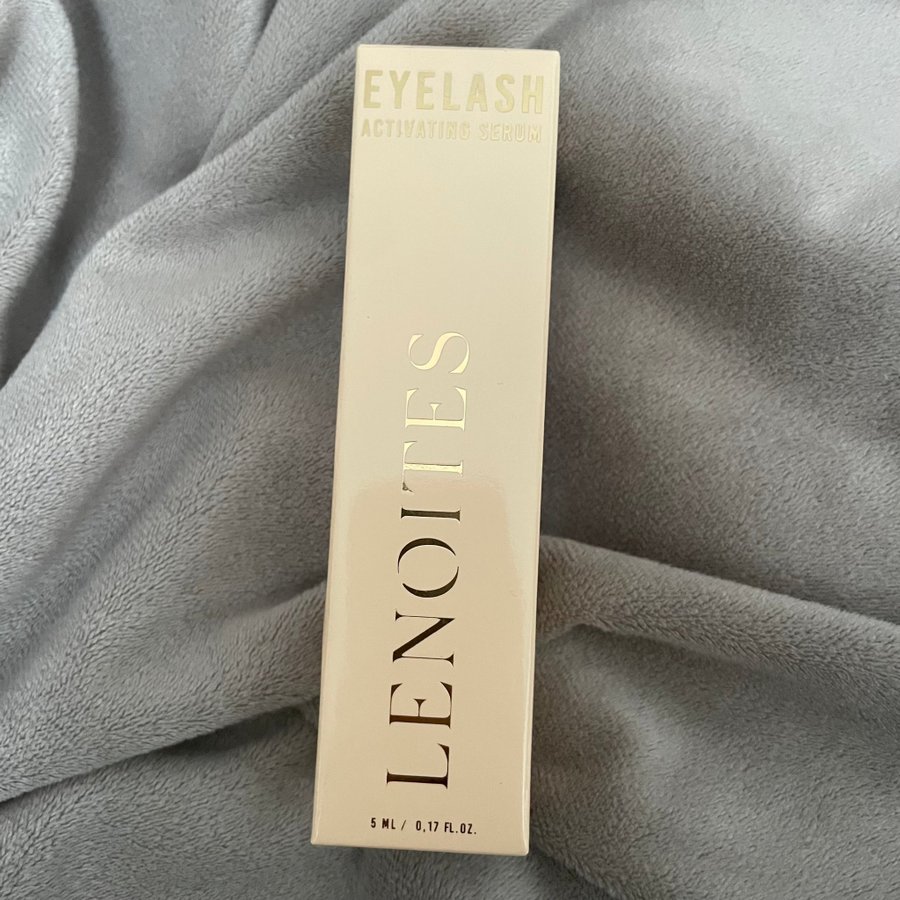 EYELASH
ACTIVATING SERUM
LENOITES
5 ML / 0,17 FL.OZ.